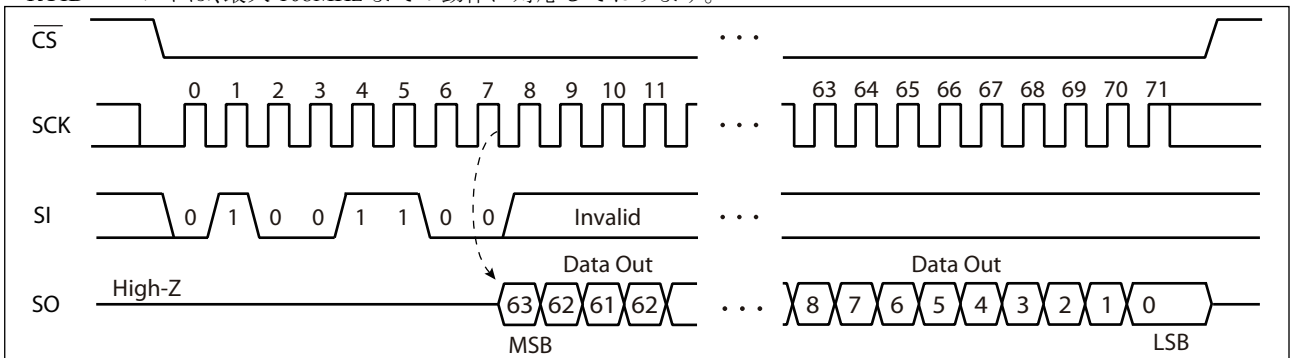 CS
· · ·
0 1 2 3 4 5 6 7 8 9 10 11 63 64 65 66 67 68 69 70 71
SCK
· · ·
SI
0 1 0 0 1 1 0 0 Invalid · · ·
Data Out Data Out
High-Z
SO
63 62 61 62 · · · 8 7 6 5 4 3 2 1 0
MSB LSB